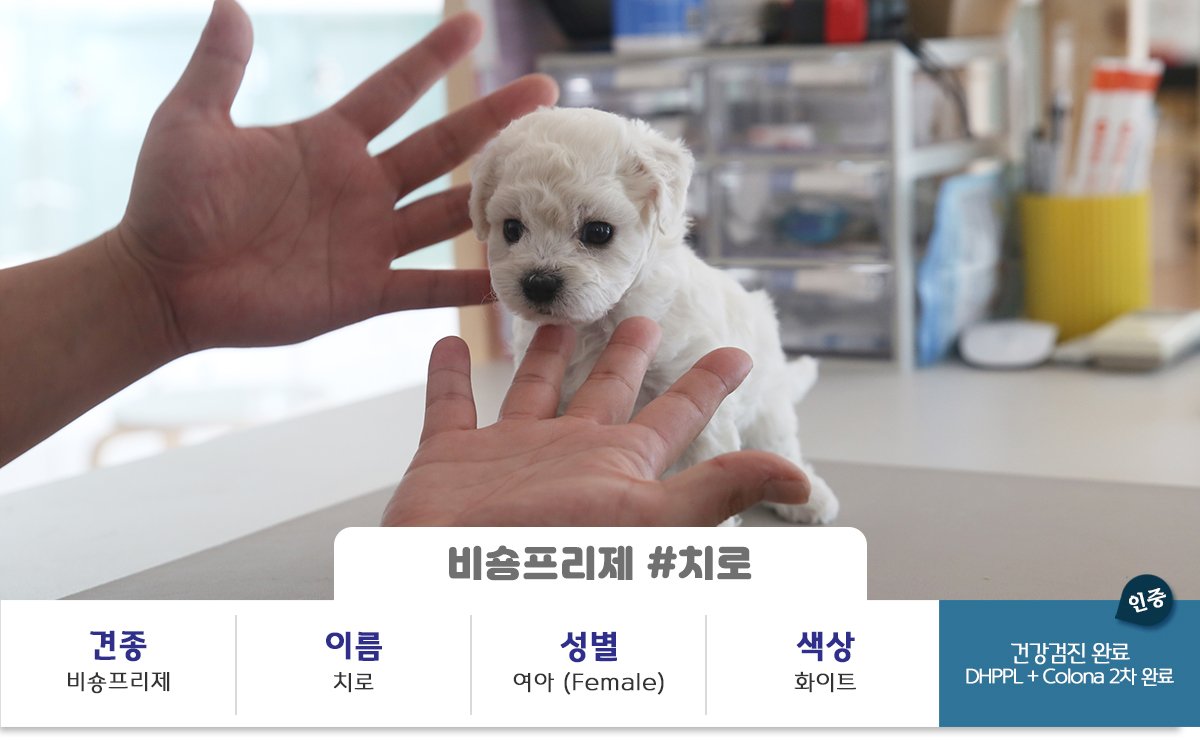 비숑프리제 #치로
견종
비숑프리제
이름
치로
성별
여아 (Female)
색상
화이트
인증
건강검진 완료
DHPPL + Colona 2차 완료